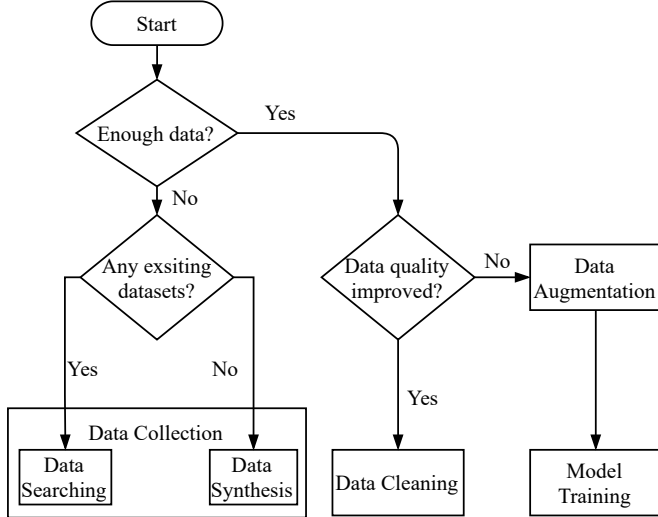 Start
Enough data?
Yes
No
Any exsiting
datasets?
Data quality
improved?
No
Data
Augmentation
Yes
No
Yes
Data Collection
Data
Searching
Data
Synthesis
Data Cleaning
Model
Training